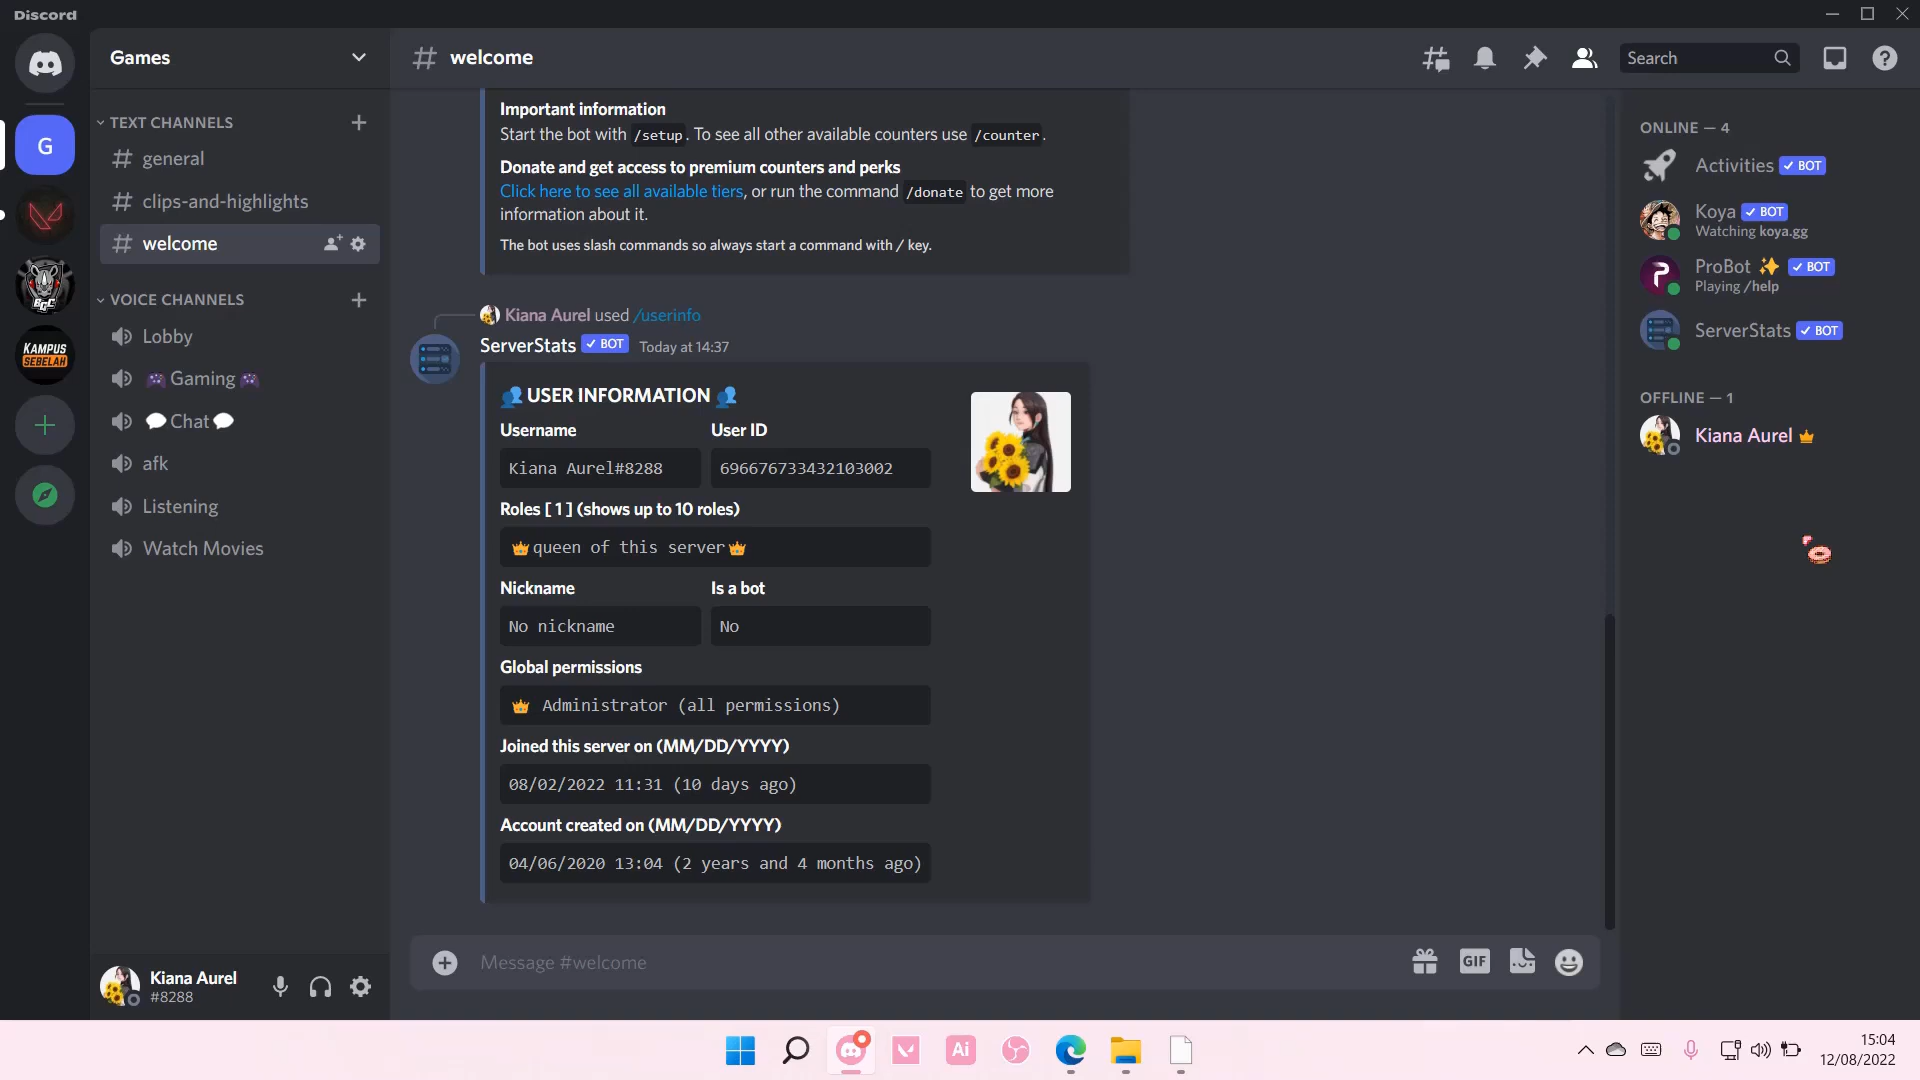 Discord
Games
# welcome
Search
TEXT CHANNELS
general
clips-and-highlights
welcome
VOICE CHANNELS
Lobby
🎮 Gaming 🎮
💬 Chat 💬
afk
Listening
Watch Movies
G
BGC
KAMPUS
SEBELAH
Important information
Start the bot with /setup. To see all other available counters use /counter.
Donate and get access to premium counters and perks
Click here to see all available tiers, or run the command /donate to get more
information about it.
The bot uses slash commands so always start a command with / key.
Kiana Aurel used /userinfo
ServerStats ✓ BOT Today at 14:37
👥 USER INFORMATION 👥
Username User ID
Kiana Aurel#8288 696676733432103002
Roles [ 1 ] (shows up to 10 roles)
👑queen of this server👑
Nickname Is a bot
No nickname No
Global permissions
👑 Administrator (all permissions)
Joined this server on (MM/DD/YYYY)
08/02/2022 11:31 (10 days ago)
Account created on (MM/DD/YYYY)
04/06/2020 13:04 (2 years and 4 months ago)
Message #welcome
GIF
ONLINE — 4
Activities ✓ BOT
Koya ✓ BOT
Watching koya.gg
ProBot ✨ ✓ BOT
Playing /help
ServerStats ✓ BOT
OFFLINE — 1
Kiana Aurel 👑
Kiana Aurel
#8288
Ai
15:04
12/08/2022